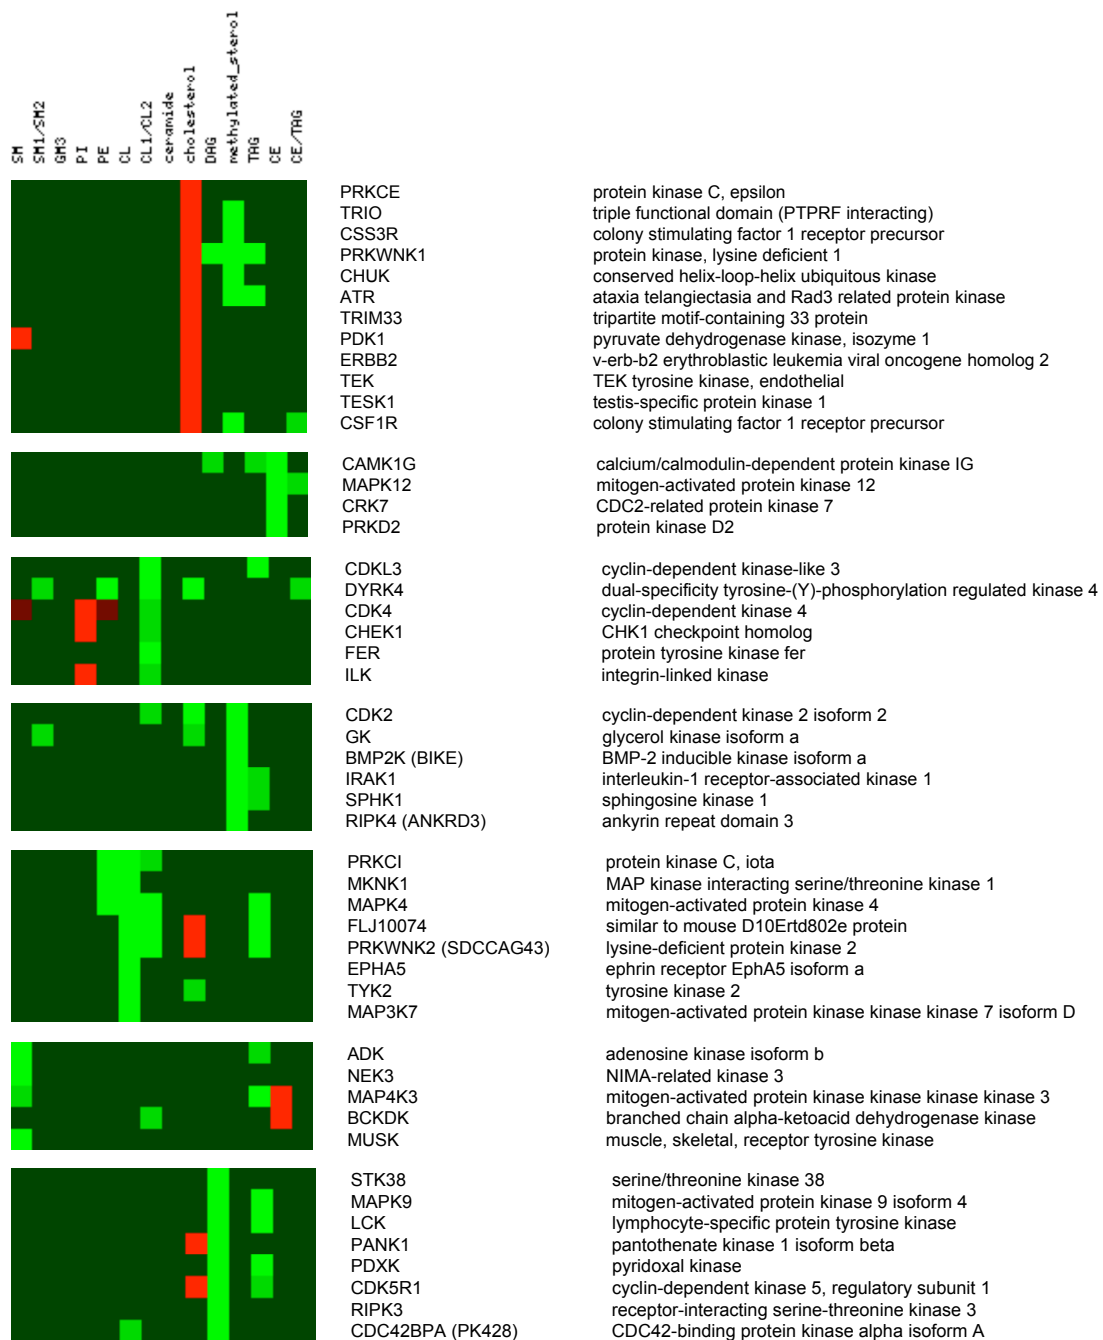 SM
SM1/SM2
GM3
PI
PE
CL
CL1/CL2
ceramide
cholesterol
DAG
methylated_sterol
TAG
CE
CE/TAG
PRKCE protein kinase C, epsilon
TRIO triple functional domain (PTPRF interacting)
CSS3R colony stimulating factor 1 receptor precursor
PRKWNK1 protein kinase, lysine deficient 1
CHUK conserved helix-loop-helix ubiquitous kinase
ATR ataxia telangiectasia and Rad3 related protein kinase
TRIM33 tripartite motif-containing 33 protein
PDK1 pyruvate dehydrogenase kinase, isozyme 1
ERBB2 v-erb-b2 erythroblastic leukemia viral oncogene homolog 2
TEK TEK tyrosine kinase, endothelial
TESK1 testis-specific protein kinase 1
CSF1R colony stimulating factor 1 receptor precursor
CAMK1G calcium/calmodulin-dependent protein kinase IG
MAPK12 mitogen-activated protein kinase 12
CRK7 CDC2-related protein kinase 7
PRKD2 protein kinase D2
CDKL3 cyclin-dependent kinase-like 3
DYRK4 dual-specificity tyrosine-(Y)-phosphorylation regulated kinase 4
CDK4 cyclin-dependent kinase 4
CHEK1 CHK1 checkpoint homolog
FER protein tyrosine kinase fer
ILK integrin-linked kinase
CDK2 cyclin-dependent kinase 2 isoform 2
GK glycerol kinase isoform a
BMP2K (BIKE) BMP-2 inducible kinase isoform a
IRAK1 interleukin-1 receptor-associated kinase 1
SPHK1 sphingosine kinase 1
RIPK4 (ANKRD3) ankyrin repeat domain 3
PRKCI protein kinase C, iota
MKNK1 MAP kinase interacting serine/threonine kinase 1
MAPK4 mitogen-activated protein kinase 4
FLJ10074 similar to mouse D10Ertd802e protein
PRKWNK2 (SDCCAG43) lysine-deficient protein kinase 2
EPHA5 ephrin receptor EphA5 isoform a
TYK2 tyrosine kinase 2
MAP3K7 mitogen-activated protein kinase kinase kinase 7 isoform D
ADK adenosine kinase isoform b
NEK3 NIMA-related kinase 3
MAP4K3 mitogen-activated protein kinase kinase kinase kinase 3
BCKDK branched chain alpha-ketoacid dehydrogenase kinase
MUSK muscle, skeletal, receptor tyrosine kinase
STK38 serine/threonine kinase 38
MAPK9 mitogen-activated protein kinase 9 isoform 4
LCK lymphocyte-specific protein tyrosine kinase
PANK1 pantothenate kinase 1 isoform beta
PDXK pyridoxal kinase
CDK5R1 cyclin-dependent kinase 5, regulatory subunit 1
RIPK3 receptor-interacting serine-threonine kinase 3
CDC42BPA (PK428) CDC42-binding protein kinase alpha isoform A